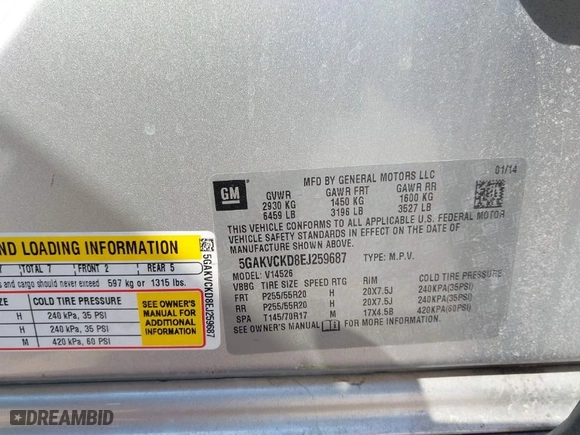 GM
MFD BY GENERAL MOTORS LLC
01/14
GVWR GAWR FRT GAWR RR
2930 KG 1450 KG 1600 KG
6459 LB 3196 LB 3527 LB
THIS VEHICLE CONFORMS TO ALL APPLICABLE U.S. FEDERAL MOTOR
VEHICLE SAFETY STANDARDS IN EFFECT ON THE DATE OF
MANUFACTURE SHOWN ABOVE.
5GAKVCKD8EJ259687 TYPE: M.P.V.
MODEL: V14526
VBBG TIRE SIZE SPEED RTG RIM COLD TIRE PRESSURE
FRT P255/55R20 H 20X7.5J 240KPA(35PSI)
RR P255/55R20 H 20X7.5J 240KPA(35PSI)
SPA T145/70R17 M 17X4.5B 420KPA(60PSI)
SEE OWNER'S MANUAL FOR MORE INFORMATION.
ND LOADING INFORMATION
TOTAL 7 FRONT 2 REAR 5
and cargo should never exceed 597 kg or 1315 lbs.
SIZE COLD TIRE PRESSURE
H 240 kPa, 35 PSI
H 240 kPa, 35 PSI
M 420 kPa, 60 PSI
SEE OWNER'S
MANUAL FOR
ADDITIONAL
INFORMATION
5GAKVCKD8EJ259687
DREAMBID